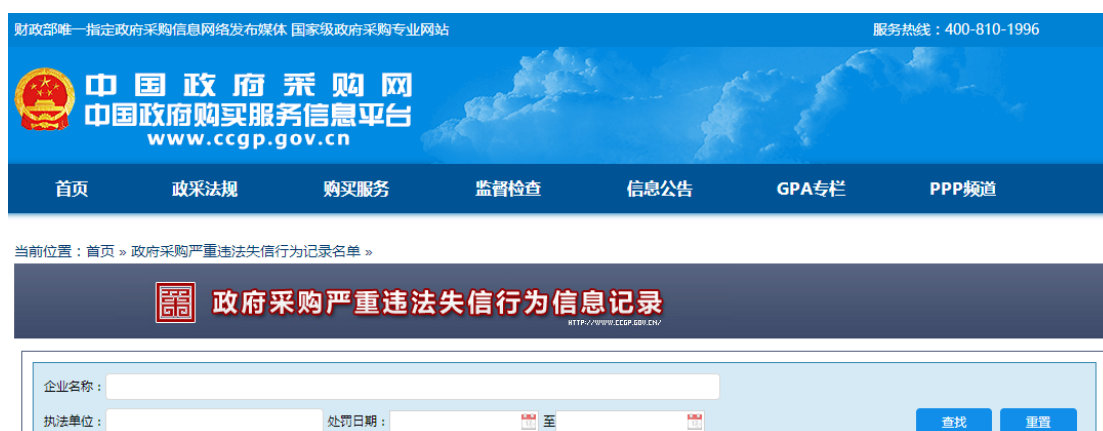 财政部唯一指定政府采购信息网络发布媒体 国家级政府采购专业网站 服务热线：400-810-1996
中国政府采购网
中国政府购买服务信息平台
www.ccgp.gov.cn
首页 政采法规 购买服务 监督检查 信息公告 GPA专栏 PPP频道
当前位置：首页 » 政府采购严重违法失信行为记录名单 »
政府采购严重违法失信行为信息记录
HTTP://WWW.CCGP.GOV.CN/
企业名称：
执法单位： 处罚日期： 至 查找 重置